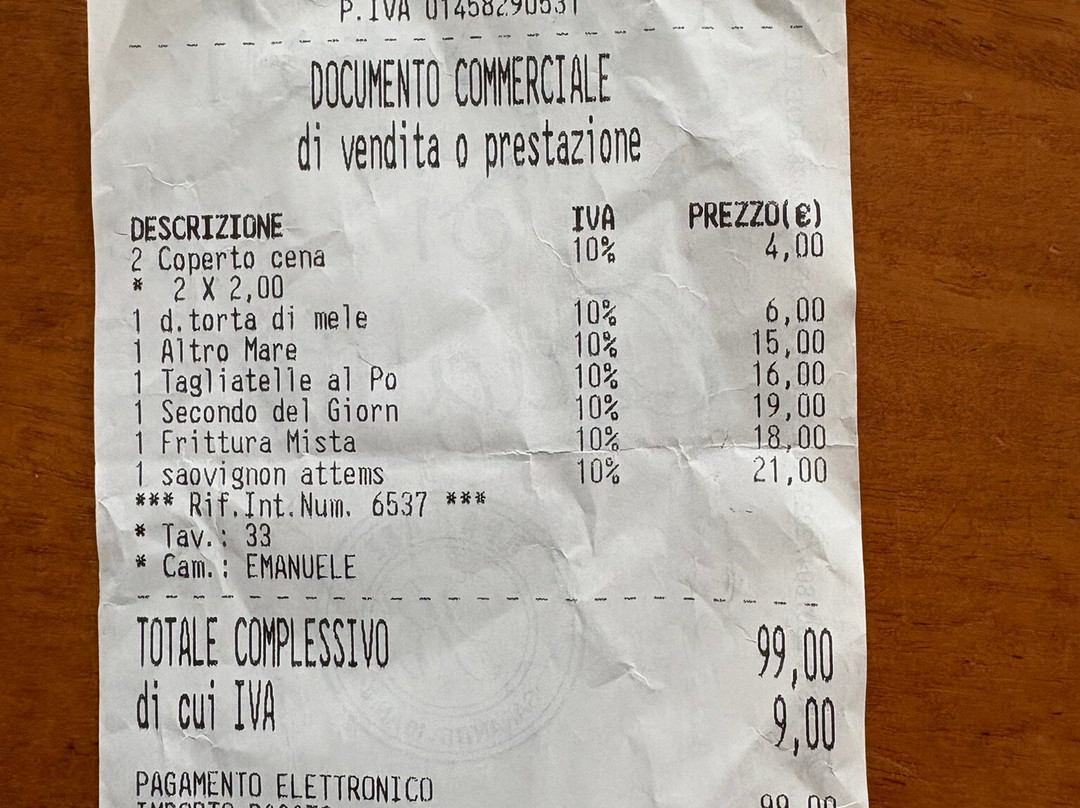 P.IVA 01458290531
DOCUMENTO COMMERCIALE
di vendita o prestazione
DESCRIZIONE IVA PREZZO(€)
2 Coperto cena 10% 4,00
* 2 X 2,00
1 d.torta di mele 10% 6,00
1 Altro Mare 10% 15,00
1 Tagliatelle al Po 10% 16,00
1 Secondo del Giorn 10% 19,00
1 Frittura Mista 10% 18,00
1 saovignon attems 10% 21,00
*** Rif.Int.Num. 6537 ***
* Tav.: 33
* Cam.: EMANUELE
TOTALE COMPLESSIVO 99,00
di cui IVA 9,00
PAGAMENTO ELETTRONICO
IMPORTO PAGATO 99,00